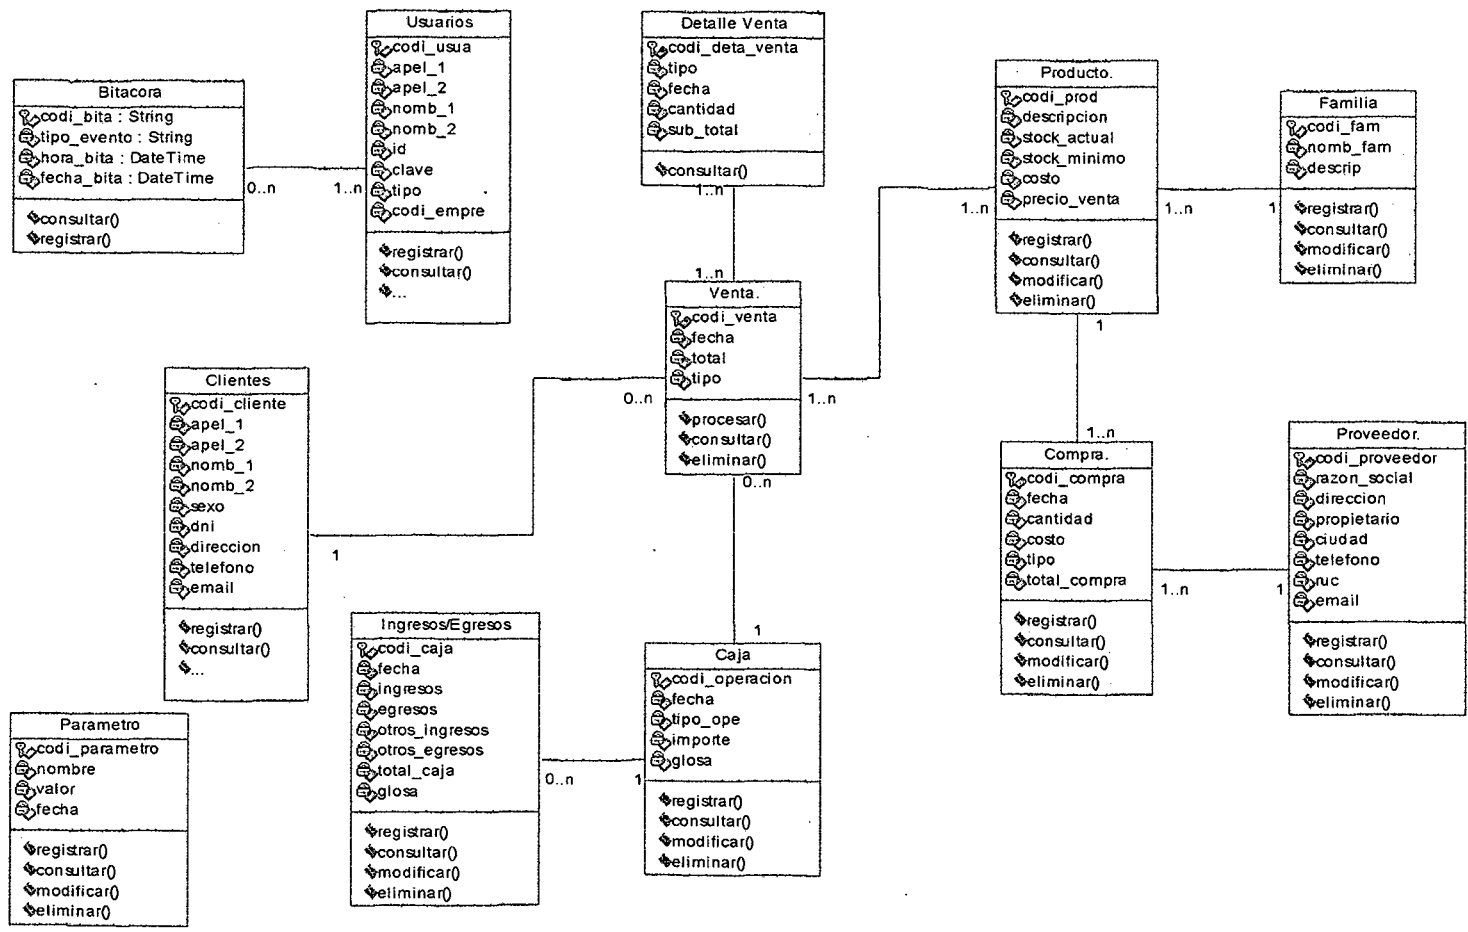 Usuarios
codi_usua
apel_1
apel_2
nomb_1
nomb_2
id
clave
tipo
codi_empre
registrar()
consultar()
...
Detalle Venta
codi_deta_venta
tipo
fecha
cantidad
sub_total
consultar()
1..n
Bitacora
codi_bita : String
tipo_evento : String
hora_bita : DateTime
fecha_bita : DateTime
consultar()
registrar()
0..n
1..n
Producto.
codi_prod
descripcion
stock_actual
stock_minimo
costo
precio_venta
registrar()
consultar()
modificar()
eliminar()
1..n
1..n
1
1
Familia
codi_fam
nomb_fam
descrip
registrar()
consultar()
modificar()
eliminar()
1..n
Venta.
codi_venta
fecha
total
tipo
procesar()
consultar()
eliminar()
0..n
1..n
0..n
Clientes
codi_cliente
apel_1
apel_2
nomb_1
nomb_2
sexo
dni
direccion
telefono
email
registrar()
consultar()
...
1
1..n
Compra.
codi_compra
fecha
cantidad
costo
tipo
total_compra
registrar()
consultar()
modificar()
eliminar()
1..n
1
Proveedor.
codi_proveedor
razon_social
direccion
propietario
ciudad
telefono
ruc
email
registrar()
consultar()
modificar()
eliminar()
Ingresos/Egresos
codi_caja
fecha
ingresos
egresos
otros_ingresos
otros_egresos
total_caja
glosa
registrar()
consultar()
modificar()
eliminar()
0..n
1
1
Caja
codi_operacion
fecha
tipo_ope
importe
glosa
registrar()
consultar()
modificar()
eliminar()
Parametro
codi_parametro
nombre
valor
fecha
registrar()
consultar()
modificar()
eliminar()